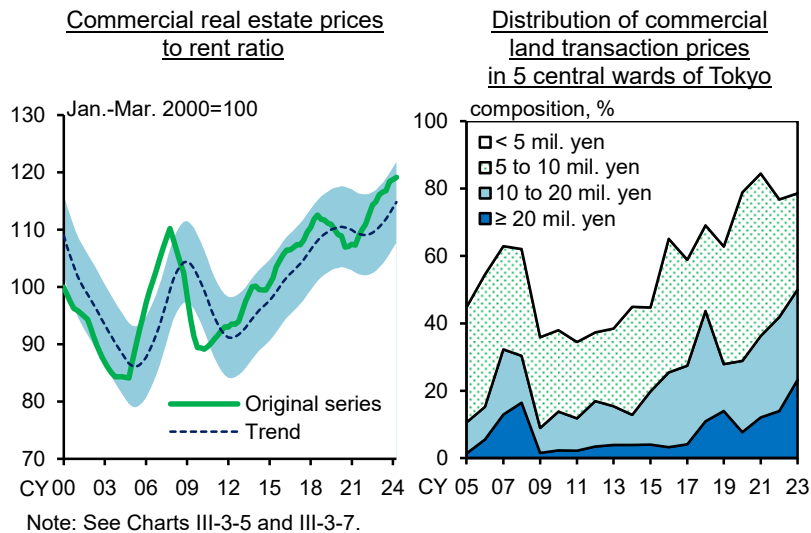 Commercial real estate prices
to rent ratio
Jan.-Mar. 2000=100
130
120
110
100
90
80
70
Original series
Trend
CY 00 03 06 09 12 15 18 21 24
Distribution of commercial
land transaction prices
in 5 central wards of Tokyo
composition, %
100
80
60
40
20
0
< 5 mil. yen
5 to 10 mil. yen
10 to 20 mil. yen
≥ 20 mil. yen
CY 05 07 09 11 13 15 17 19 21 23
Note: See Charts III-3-5 and III-3-7.